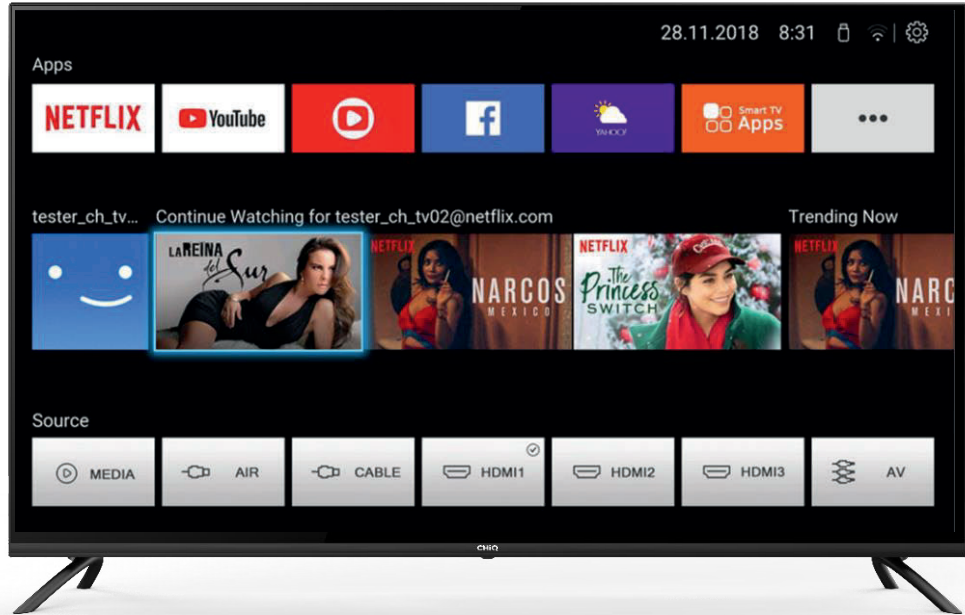 28.11.2018 8:31
Apps
NETFLIX
YouTube
YAHOO!
Smart TV
Apps
tester_ch_tv...
Continue Watching for tester_ch_tv02@netflix.com
Trending Now
LA REINA
del Sur
NETFLIX
NARCOS
MEXICO
NETFLIX
The
Princess
SWITCH
NETFLIX
NARC
MEXI
Source
MEDIA
AIR
CABLE
HDMI1
HDMI2
HDMI3
AV
CHiQ